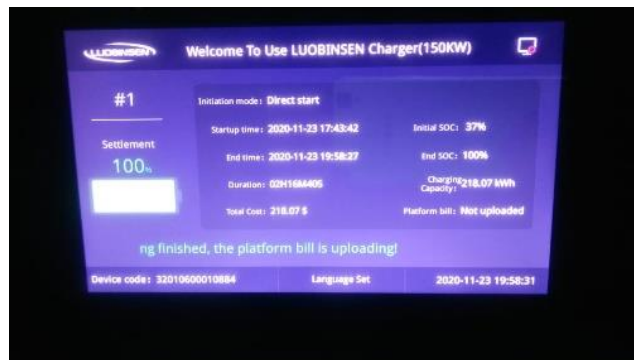 LUOBINSEN
Welcome To Use LUOBINSEN Charger(150KW)
#1
Settlement
100%
Initiation mode: Direct start
Startup time: 2020-11-23 17:43:42
Initial SOC: 37%
End time: 2020-11-23 19:58:27
End SOC: 100%
Duration: 02H16M40S
Charging
Capacity: 218.07 kWh
Total Cost: 218.07 $
Platform bill: Not uploaded
ng finished, the platform bill is uploading!
Device code: 32010600010884
Language Set
2020-11-23 19:58:31